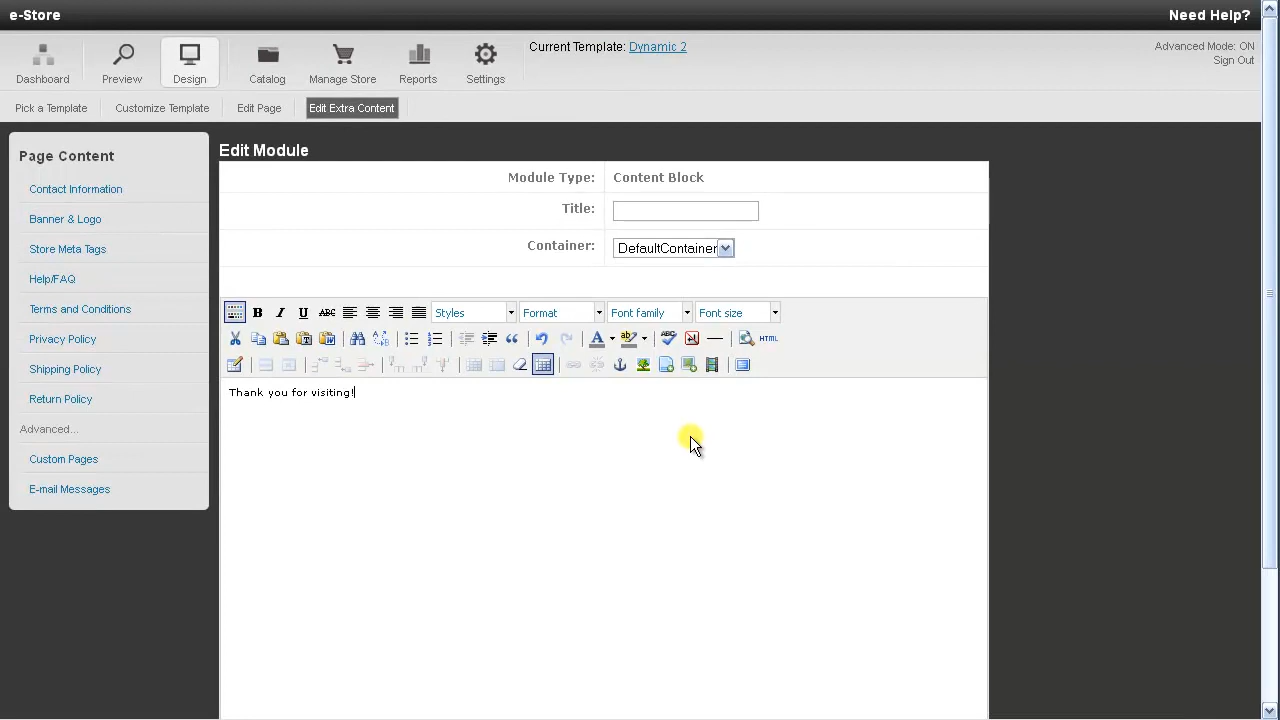 e-Store Need Help?
Dashboard Preview Design Catalog Manage Store Reports Settings
Current Template: Dynamic 2
Advanced Mode: ON
Sign Out
Pick a Template Customize Template Edit Page Edit Extra Content
Page Content
Contact Information
Banner & Logo
Store Meta Tags
Help/FAQ
Terms and Conditions
Privacy Policy
Shipping Policy
Return Policy
Advanced...
Custom Pages
E-mail Messages
Edit Module
Module Type: Content Block
Title:
Container: DefaultContainer
B I U ABC Styles Format Font family Font size
HTML
Thank you for visiting!